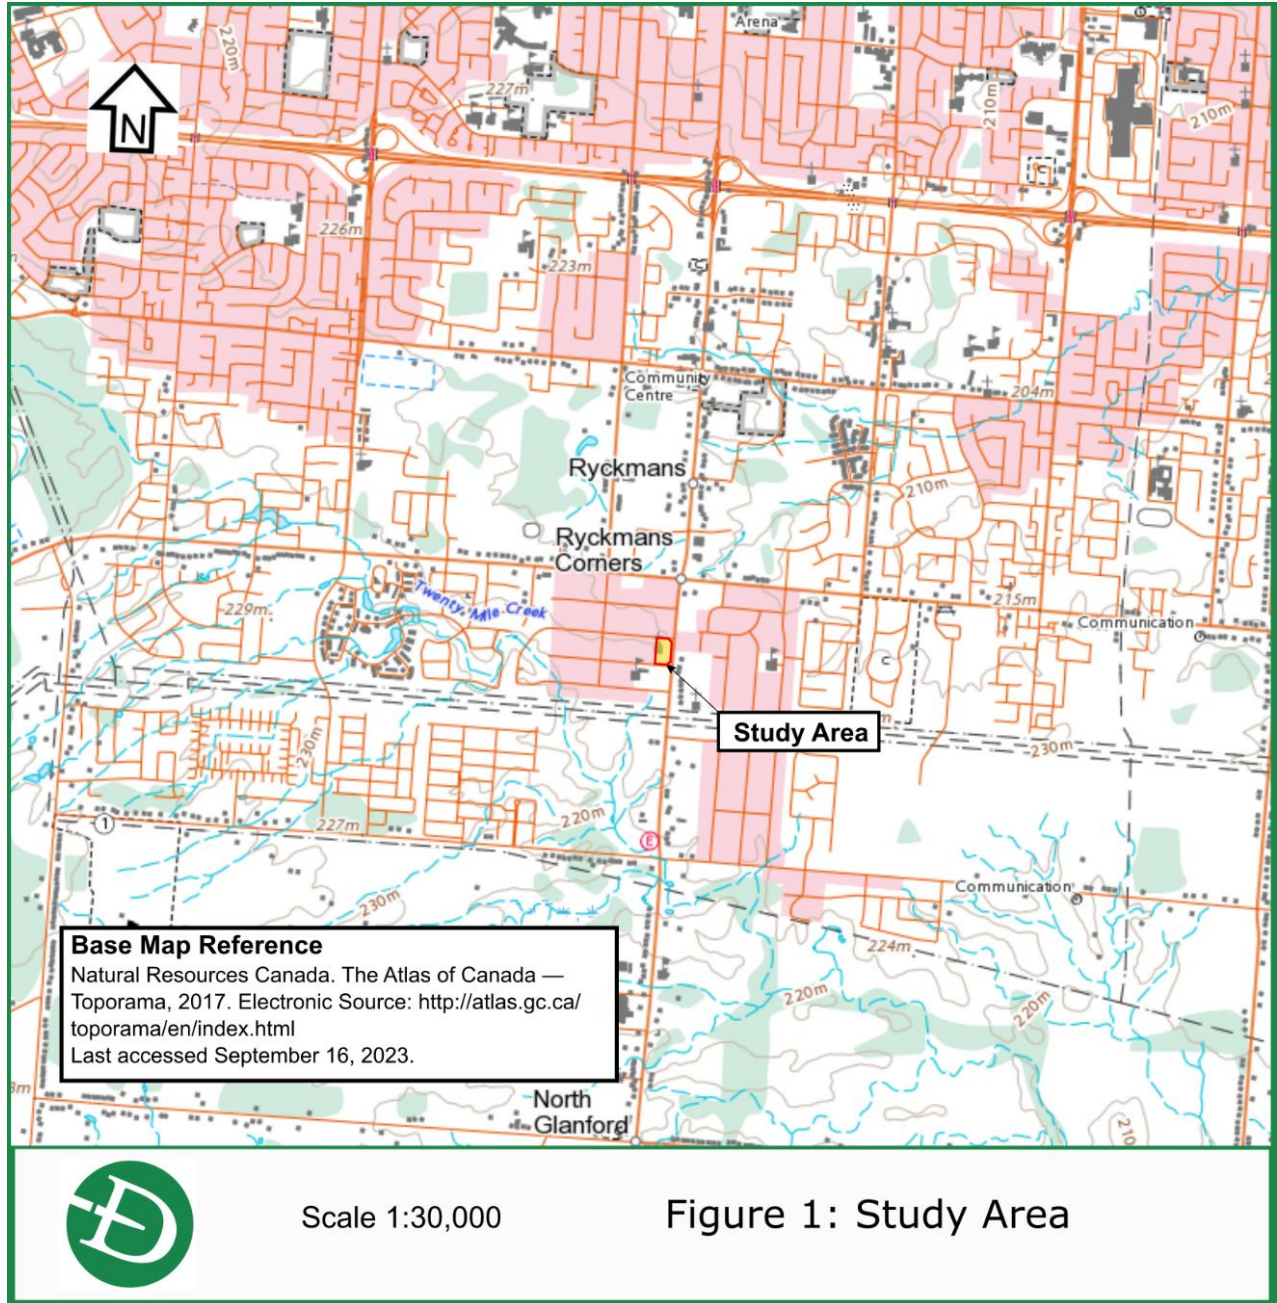 Arena
220m
227m
210m
210m
N
226m
223m
Community
Centre
204m
Ryckmans
210m
Ryckmans
Corners
Twenty Mile Creek
229m
215m
Communication
C
C
Study Area
230m
230m
1
227m
220m
E
230m
Communication
224m
220m
220m
Base Map Reference
Natural Resources Canada. The Atlas of Canada —
Toporama, 2017. Electronic Source: http://atlas.gc.ca/
toporama/en/index.html
Last accessed September 16, 2023.
North
Glanford
210
D
Scale 1:30,000
Figure 1: Study Area